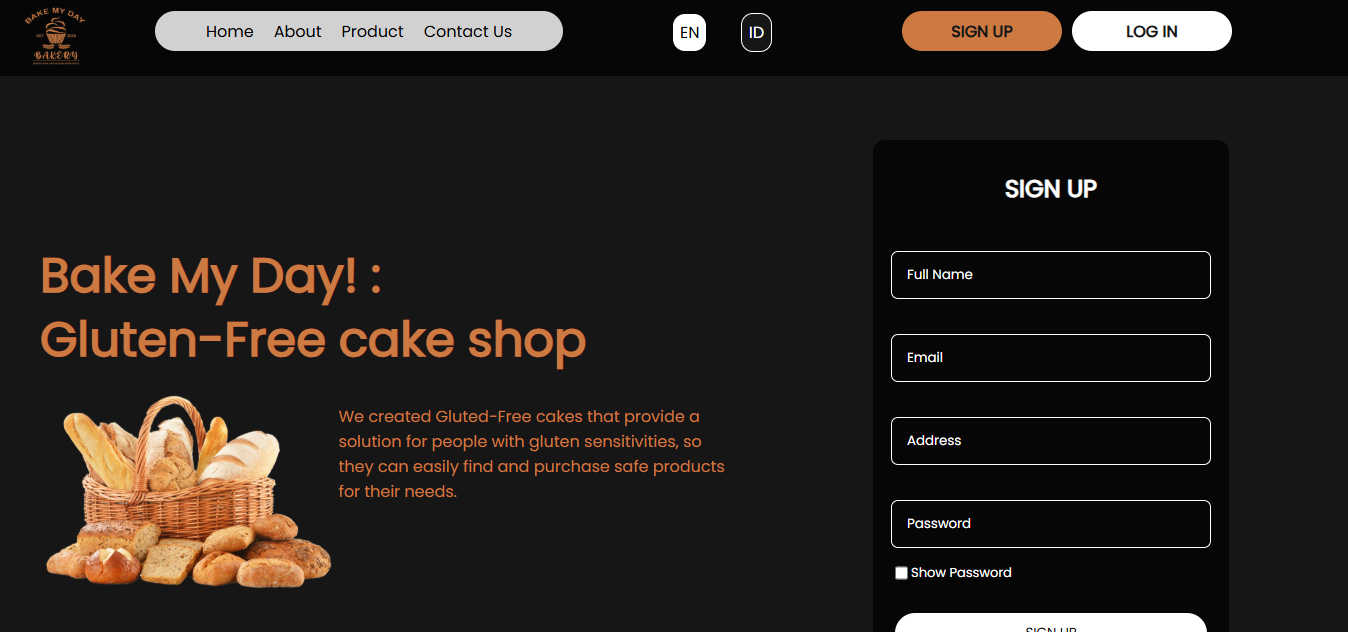 BAKE MY DAY
BAKERY
Home About Product Contact Us
EN
ID
SIGN UP
LOG IN
Bake My Day! :
Gluten-Free cake shop
We created Gluted-Free cakes that provide a
solution for people with gluten sensitivities, so
they can easily find and purchase safe products
for their needs.
SIGN UP
Full Name
Email
Address
Password
Show Password
SIGN UP